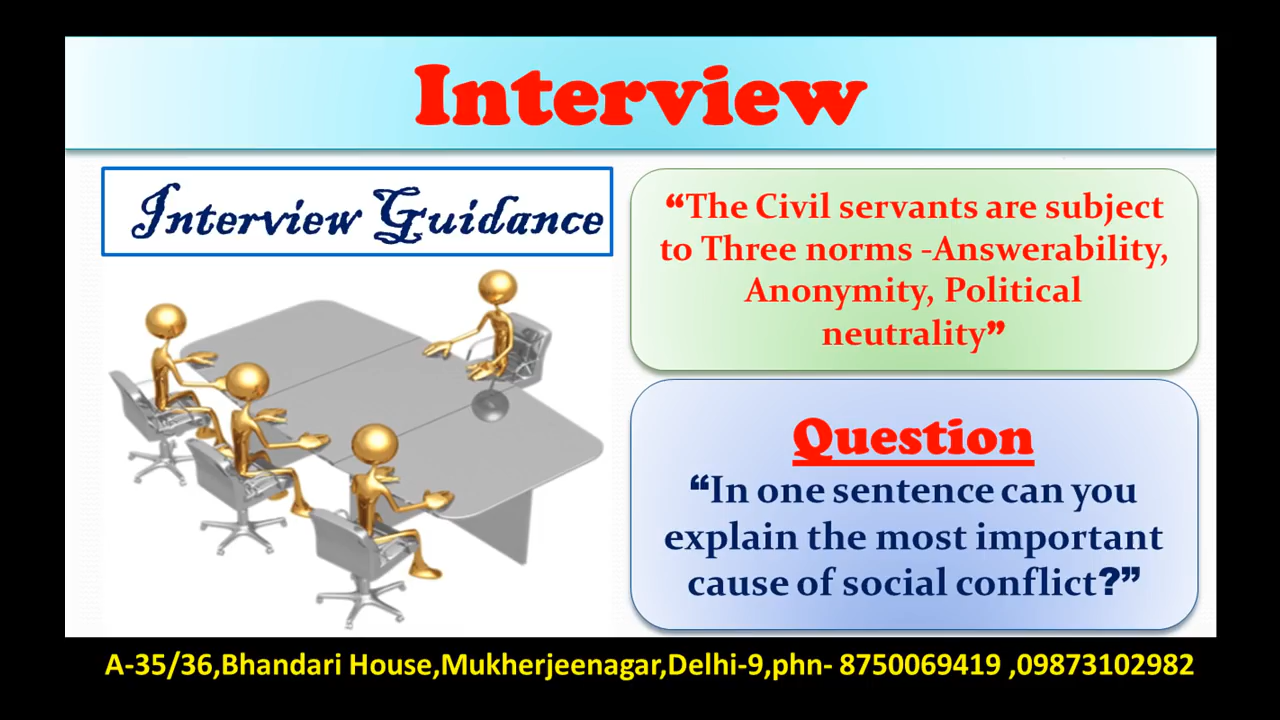 Interview
Interview Guidance
“The Civil servants are subject
to Three norms -Answerability,
Anonymity, Political
neutrality”
Question
“In one sentence can you
explain the most important
cause of social conflict?”
A-35/36,Bhandari House,Mukherjeenagar,Delhi-9,phn- 8750069419 ,09873102982